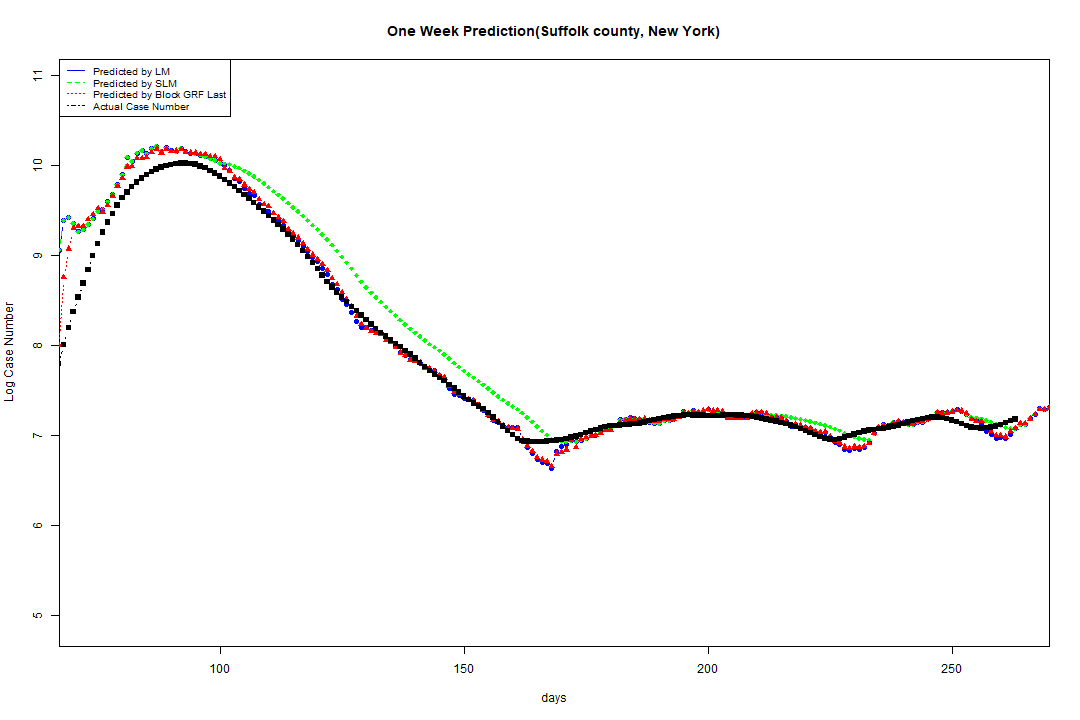 One Week Prediction(Suffolk county, New York)
Predicted by LM
Predicted by SLM
Predicted by Block GRF Last
Actual Case Number
11
10
9
8
7
6
5
Log Case Number
100 150 200 250
days